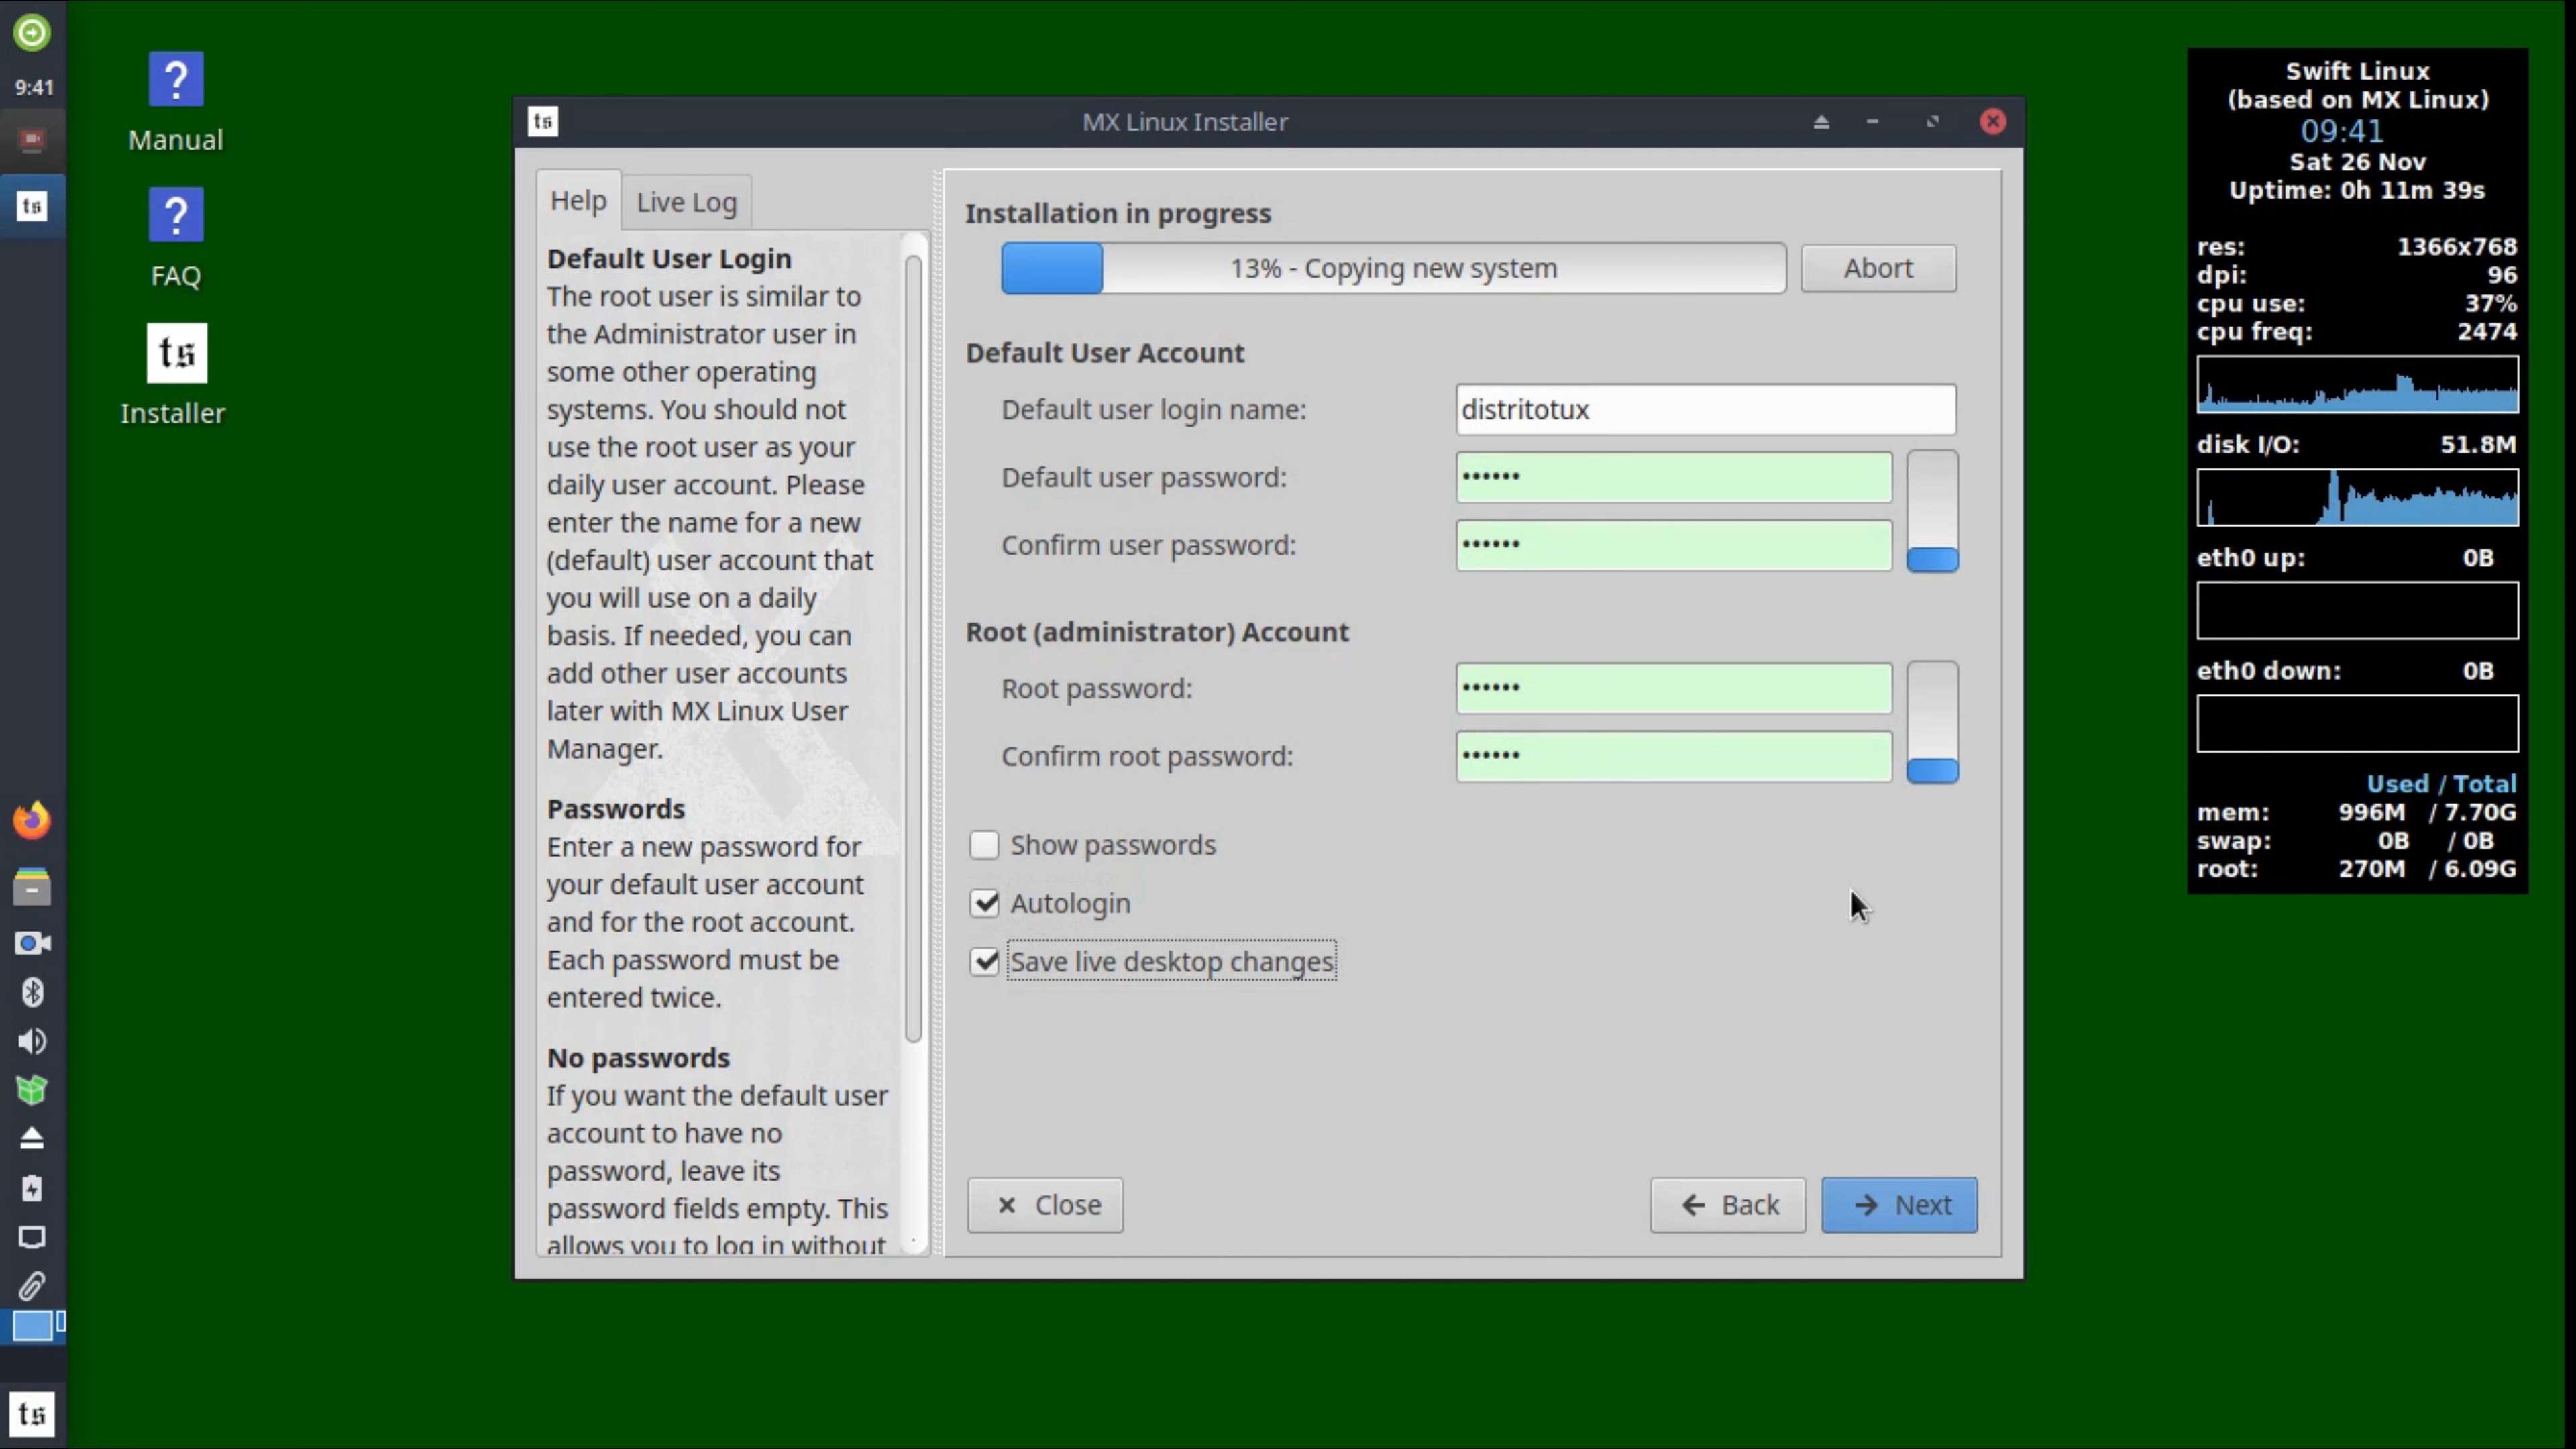 9:41
Manual
FAQ
ts
Installer
ts
MX Linux Installer
Help
Live Log
Default User Login
The root user is similar to
the Administrator user in
some other operating
systems. You should not
use the root user as your
daily user account. Please
enter the name for a new
(default) user account that
you will use on a daily
basis. If needed, you can
add other user accounts
later with MX Linux User
Manager.
Passwords
Enter a new password for
your default user account
and for the root account.
Each password must be
entered twice.
No passwords
If you want the default user
account to have no
password, leave its
password fields empty. This
allows you to log in without
Installation in progress
13% - Copying new system
Abort
Default User Account
Default user login name: distritotux
Default user password: ••••••
Confirm user password: ••••••
Root (administrator) Account
Root password: ••••••
Confirm root password: ••••••
Show passwords
Autologin
Save live desktop changes
Close
Back
Next
Swift Linux
(based on MX Linux)
09:41
Sat 26 Nov
Uptime: 0h 11m 39s
res: 1366x768
dpi: 96
cpu use: 37%
cpu freq: 2474
disk I/O: 51.8M
eth0 up: 0B
eth0 down: 0B
Used / Total
mem: 996M / 7.70G
swap: 0B / 0B
root: 270M / 6.09G
ts
ts